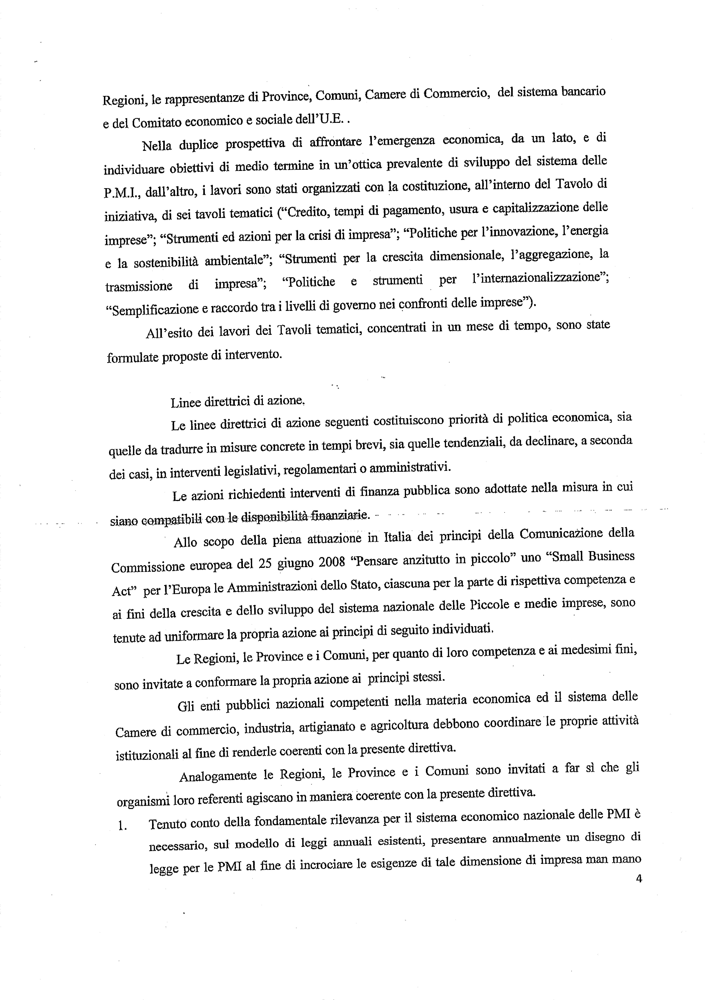 Regioni, le rappresentanze di Province, Comuni, Camere di Commercio, del sistema bancario
e del Comitato economico e sociale dell'U.E. .
Nella duplice prospettiva di affrontare l'emergenza economica, da un lato, e di
individuare obiettivi di medio termine in un'ottica prevalente di sviluppo del sistema delle
P.M.I., dall'altro, i lavori sono stati organizzati con la costituzione, all'interno del Tavolo di
iniziativa, di sei tavoli tematici (“Credito, tempi di pagamento, usura e capitalizzazione delle
imprese”; “Strumenti ed azioni per la crisi di impresa”; “Politiche per l'innovazione, l'energia
e la sostenibilità ambientale”; “Strumenti per la crescita dimensionale, l'aggregazione, la
trasmissione di impresa”; “Politiche e strumenti per l'internazionalizzazione”;
“Semplificazione e raccordo tra i livelli di governo nei confronti delle imprese”).
All'esito dei lavori dei Tavoli tematici, concentrati in un mese di tempo, sono state
formulate proposte di intervento.
Linee direttrici di azione.
Le linee direttrici di azione seguenti costituiscono priorità di politica economica, sia
quelle da tradurre in misure concrete in tempi brevi, sia quelle tendenziali, da declinare, a seconda
dei casi, in interventi legislativi, regolamentari o amministrativi.
Le azioni richiedenti interventi di finanza pubblica sono adottate nella misura in cui
siano compatibili con le disponibilità finanziarie.
Allo scopo della piena attuazione in Italia dei principi della Comunicazione della
Commissione europea del 25 giugno 2008 “Pensare anzitutto in piccolo” uno “Small Business
Act” per l'Europa le Amministrazioni dello Stato, ciascuna per la parte di rispettiva competenza e
ai fini della crescita e dello sviluppo del sistema nazionale delle Piccole e medie imprese, sono
tenute ad uniformare la propria azione ai principi di seguito individuati.
Le Regioni, le Province e i Comuni, per quanto di loro competenza e ai medesimi fini,
sono invitate a conformare la propria azione ai principi stessi.
Gli enti pubblici nazionali competenti nella materia economica ed il sistema delle
Camere di commercio, industria, artigianato e agricoltura debbono coordinare le proprie attività
istituzionali al fine di renderle coerenti con la presente direttiva.
Analogamente le Regioni, le Province e i Comuni sono invitati a far sì che gli
organismi loro referenti agiscano in maniera coerente con la presente direttiva.
1. Tenuto conto della fondamentale rilevanza per il sistema economico nazionale delle PMI è
necessario, sul modello di leggi annuali esistenti, presentare annualmente un disegno di
legge per le PMI al fine di incrociare le esigenze di tale dimensione di impresa man mano
4